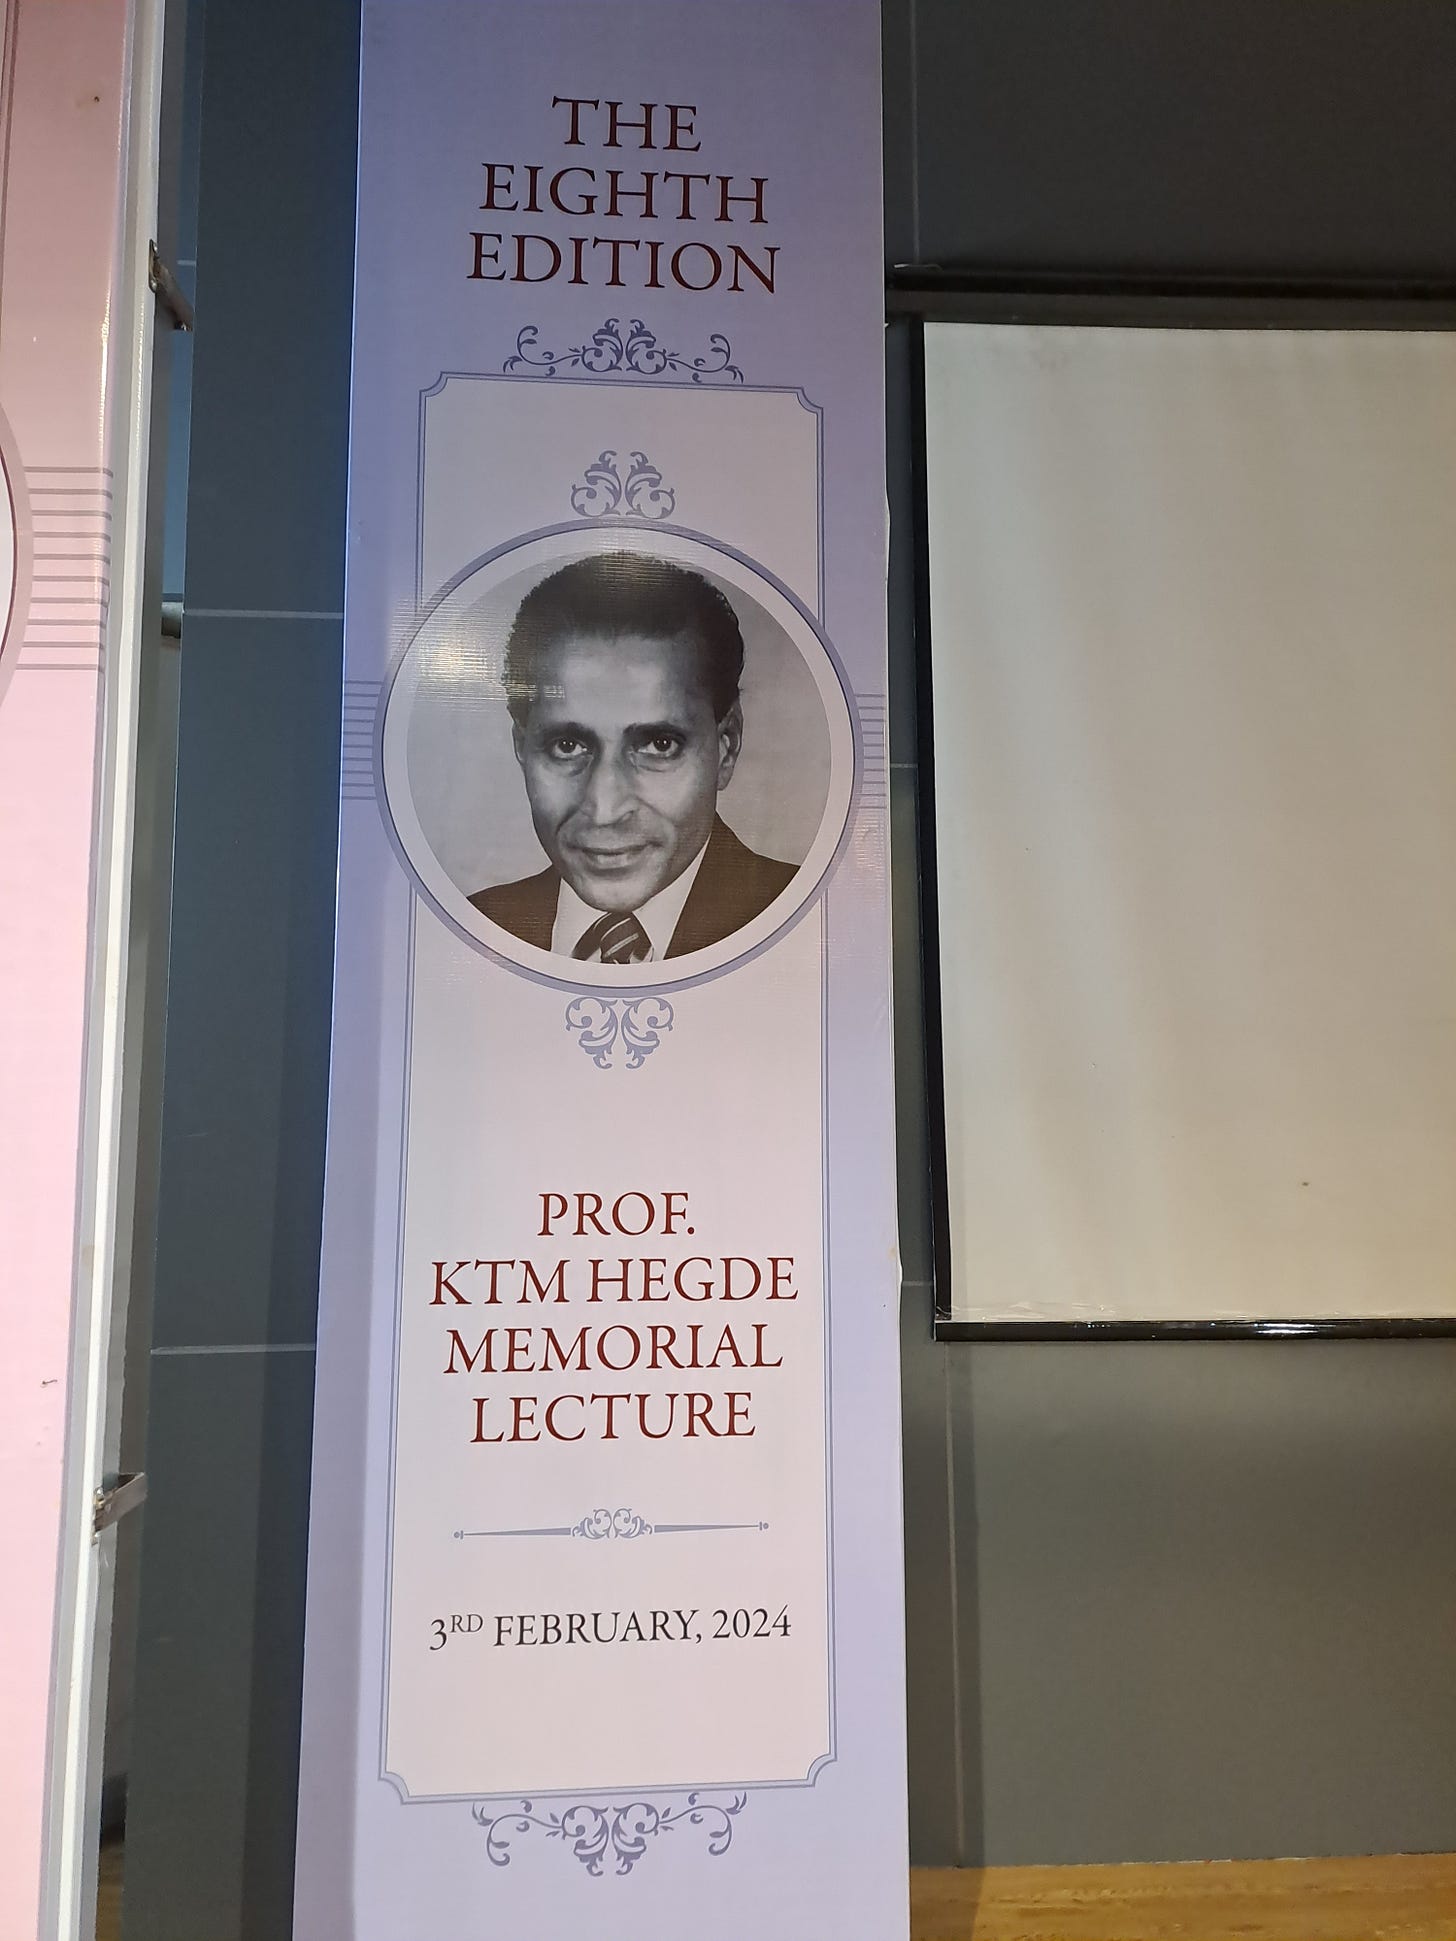 THE
EIGHTH
EDITION
PROF.
KTM HEGDE
MEMORIAL
LECTURE
3RD FEBRUARY, 2024